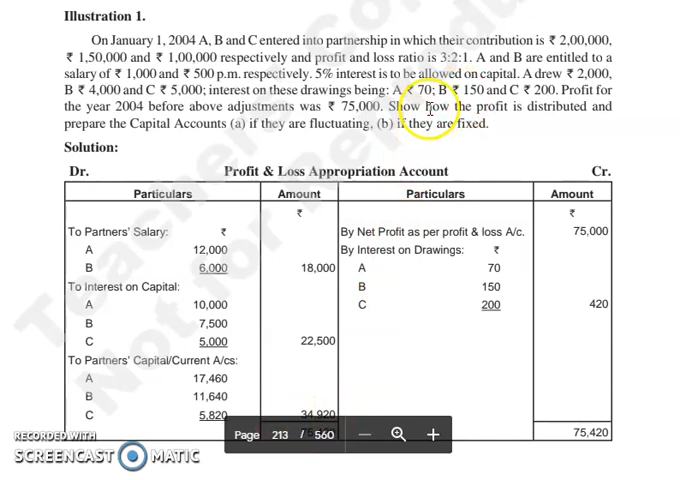 Illustration 1.
On January 1, 2004 A, B and C entered into partnership in which their contribution is ₹ 2,00,000,
₹ 1,50,000 and ₹ 1,00,000 respectively and profit and loss ratio is 3:2:1. A and B are entitled to a
salary of ₹ 1,000 and ₹ 500 p.m. respectively. 5% interest is to be allowed on capital. A drew ₹ 2,000,
B ₹ 4,000 and C ₹ 5,000; interest on these drawings being: A ₹ 70; B ₹ 150 and C ₹ 200. Profit for
the year 2004 before above adjustments was ₹ 75,000. Show how the profit is distributed and
prepare the Capital Accounts (a) if they are fluctuating, (b) if they are fixed.
Solution:
Dr. Profit & Loss Appropriation Account Cr.
Particulars Amount Particulars Amount
₹ ₹
To Partners' Salary: ₹ By Net Profit as per profit & loss A/c. 75,000
A 12,000 By Interest on Drawings: ₹
B 6,000 18,000 A 70
To Interest on Capital: B 150
A 10,000 C 200 420
B 7,500
C 5,000 22,500
To Partners' Capital/Current A/cs:
A 17,460
B 11,640
C 5,820 34,920
75,420
Page 213 / 560
RECORDED WITH
SCREENCAST MATIC